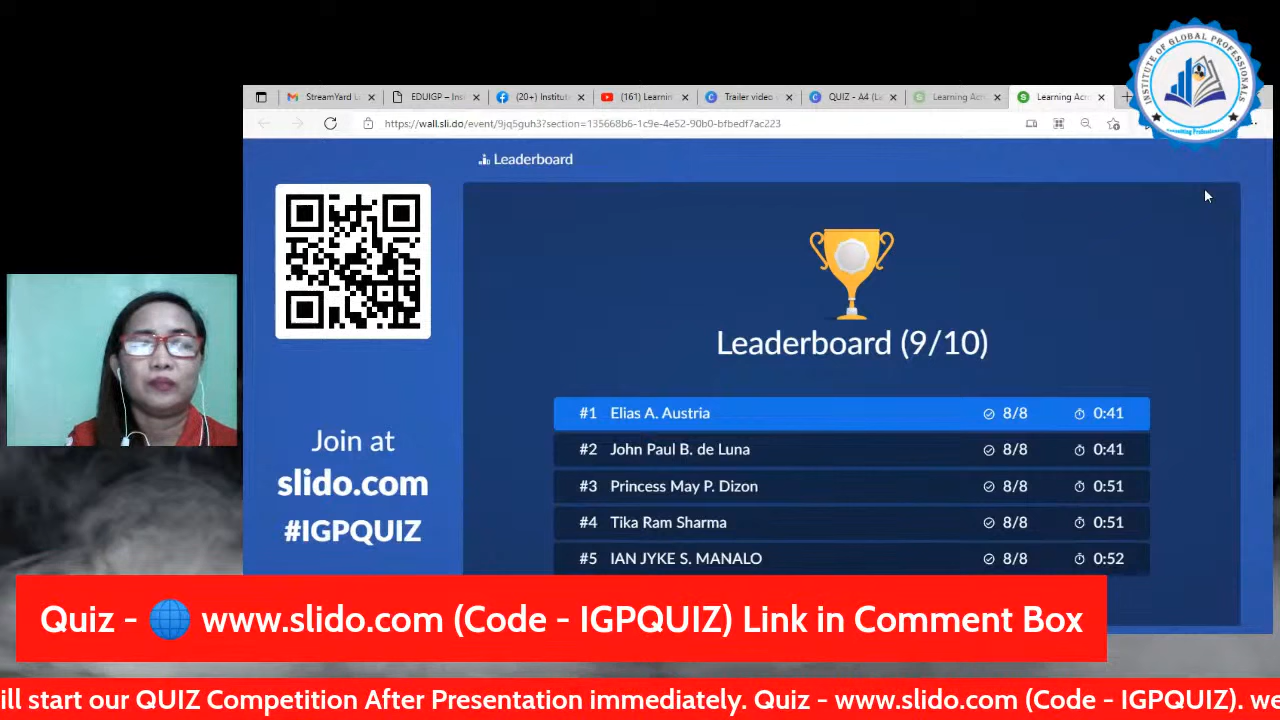 INSTITUTE OF GLOBAL PROFESSIONALS
StreamYard L
EDUIGP – Ins
(20+) Institut
(161) Learnin
Trailer video
QUIZ - A4 (La
Learning Acr
Learning Acr
https://wall.sli.do/event/9jq5guh3?section=135668b6-1c9e-4e52-90b0-bfbedf7ac223
Leaderboard
Leaderboard (9/10)
#1 Elias A. Austria 8/8 0:41
#2 John Paul B. de Luna 8/8 0:41
#3 Princess May P. Dizon 8/8 0:51
#4 Tika Ram Sharma 8/8 0:51
#5 IAN JYKE S. MANALO 8/8 0:52
Join at
slido.com
#IGPQUIZ
Quiz - www.slido.com (Code - IGPQUIZ) Link in Comment Box
ill start our QUIZ Competition After Presentation immediately. Quiz - www.slido.com (Code - IGPQUIZ). we